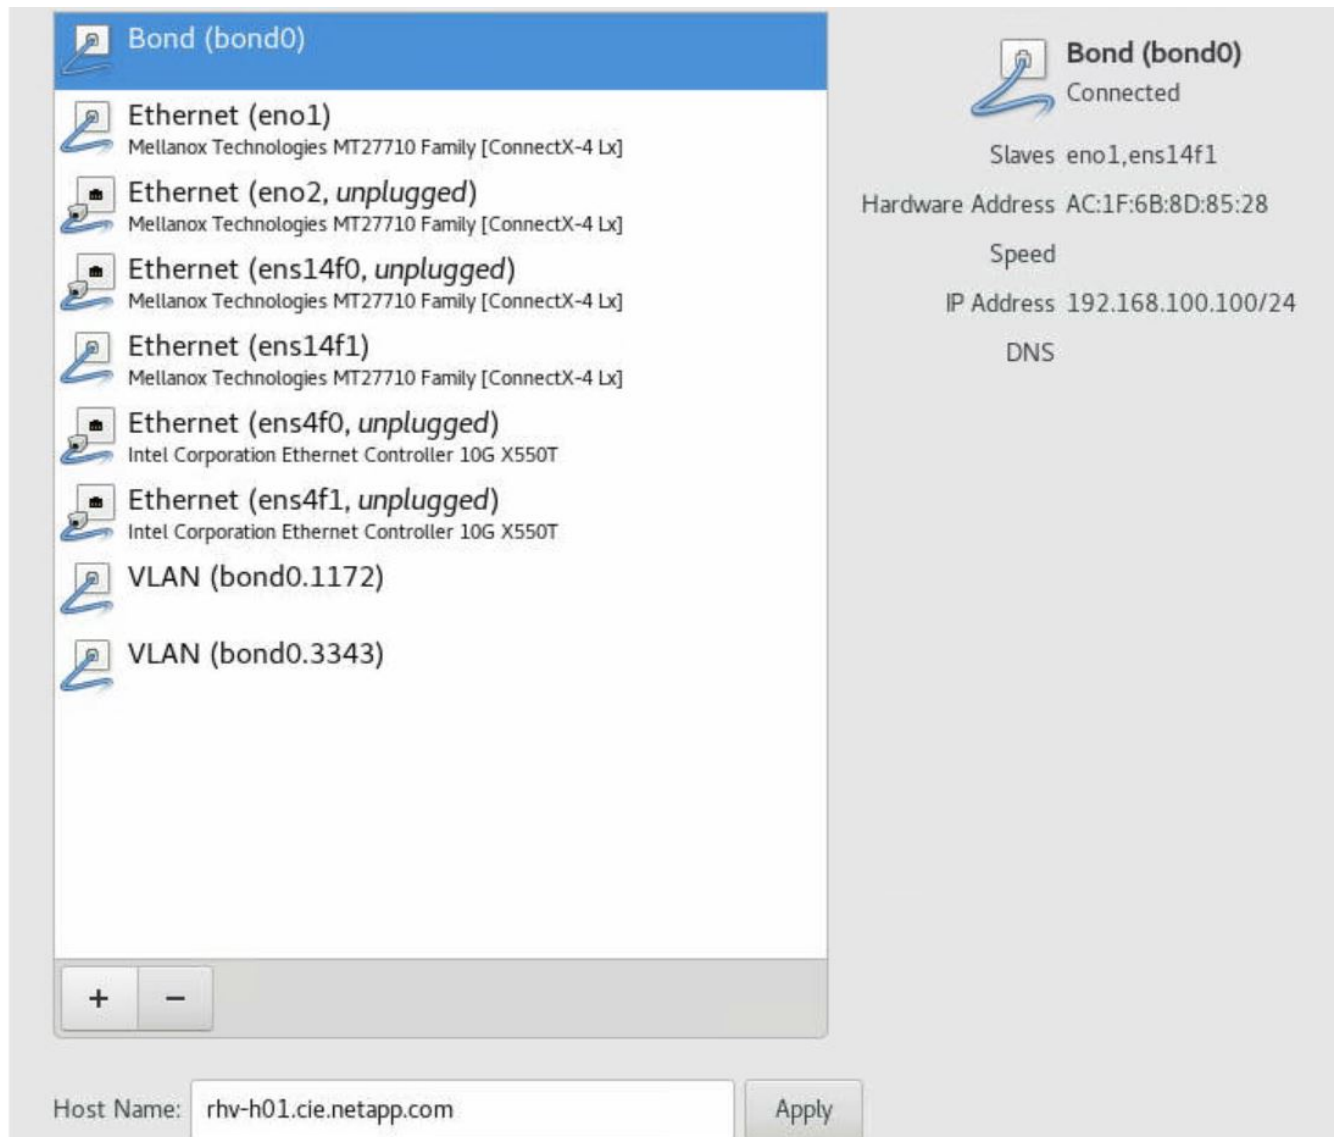 Bond (bond0)
Ethernet (eno1)
Mellanox Technologies MT27710 Family [ConnectX-4 Lx]
Ethernet (eno2, unplugged)
Mellanox Technologies MT27710 Family [ConnectX-4 Lx]
Ethernet (ens14f0, unplugged)
Mellanox Technologies MT27710 Family [ConnectX-4 Lx]
Ethernet (ens14f1)
Mellanox Technologies MT27710 Family [ConnectX-4 Lx]
Ethernet (ens4f0, unplugged)
Intel Corporation Ethernet Controller 10G X550T
Ethernet (ens4f1, unplugged)
Intel Corporation Ethernet Controller 10G X550T
VLAN (bond0.1172)
VLAN (bond0.3343)
+ −
Bond (bond0)
Connected
Slaves eno1,ens14f1
Hardware Address AC:1F:6B:8D:85:28
Speed
IP Address 192.168.100.100/24
DNS
Host Name: rhv-h01.cie.netapp.com Apply